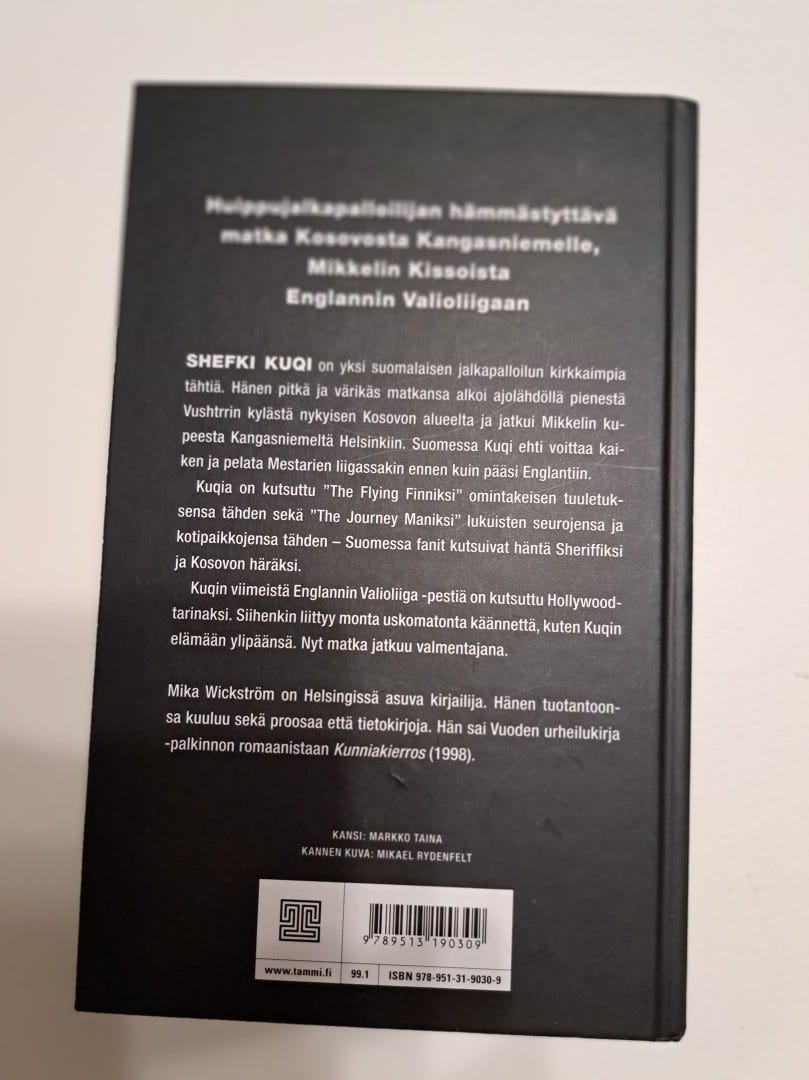 Huippujalkapalloilijan hämmästyttävä
matka Kosovosta Kangasniemelle,
Mikkelin Kissoista
Englannin Valioliigaan
SHEFKI KUQI on yksi suomalaisen jalkapalloilun kirkkaimpia
tähtiä. Hänen pitkä ja värikäs matkansa alkoi ajolähdöllä pienestä
Vushtrrin kylästä nykyisen Kosovon alueelta ja jatkui Mikkelin ku-
peesta Kangasniemeltä Helsinkiin. Suomessa Kuqi ehti voittaa kai-
ken ja pelata Mestarien liigassakin ennen kuin pääsi Englantiin.
Kuqia on kutsuttu ”The Flying Finniksi” omintakeisen tuuletuk-
sensa tähden sekä ”The Journey Maniksi” lukuisten seurojensa ja
kotipaikkojensa tähden – Suomessa fanit kutsuivat häntä Sheriffiksi
ja Kosovon häräksi.
Kuqin viimeistä Englannin Valioliiga -pestiä on kutsuttu Hollywood-
tarinaksi. Siihenkin liittyy monta uskomatonta käännettä, kuten Kuqin
elämään ylipäänsä. Nyt matka jatkuu valmentajana.
Mika Wickström on Helsingissä asuva kirjailija. Hänen tuotantoon-
sa kuuluu sekä proosaa että tietokirjoja. Hän sai Vuoden urheilukirja
-palkinnon romaanistaan Kunniakierros (1998).
KANSI: MARKKO TAINA
KANNEN KUVA: MIKAEL RYDENFELT
9 789513 190309
www.tammi.fi 99.1 ISBN 978-951-31-9030-9